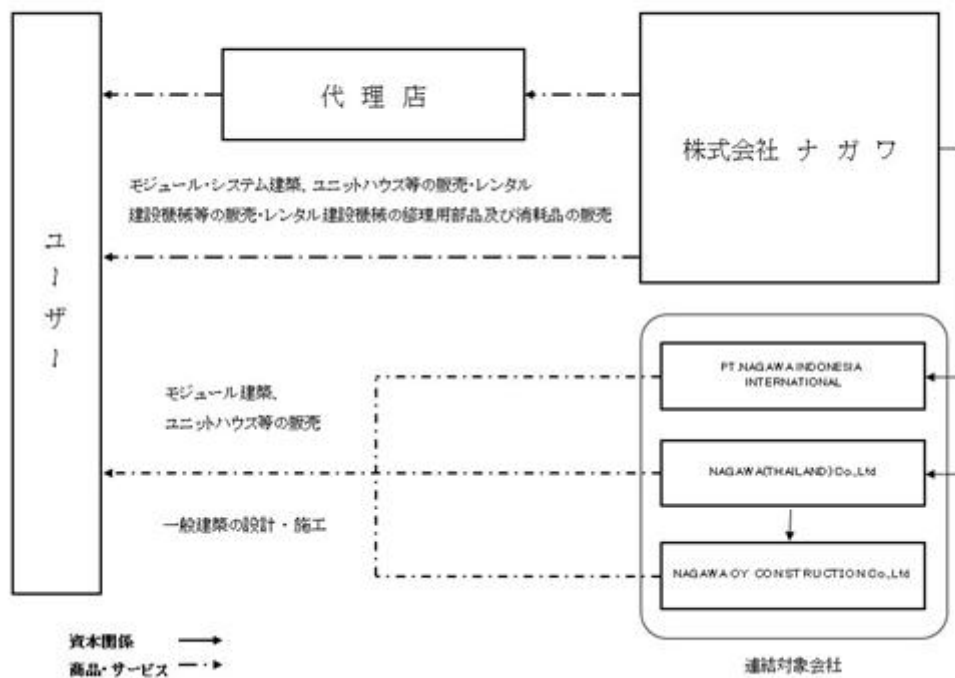 代 理 店
株式会社 ナ ガ ワ
モジュール・システム建築、ユニットハウス等の販売・レンタル
建設機械等の販売・レンタル 建設機械の修理用部品及び消耗品の販売
ユーザー
PT.NAGAWA INDONESIA
INTERNATIONAL
モジュール建築、
ユニットハウス等の販売
NAGAWA(THAILAND)Co.,Ltd
一般建築の設計・施工
NAGAWA OY CONSTRUCTION Co.,Ltd
資本関係
商品・サービス
連結対象会社